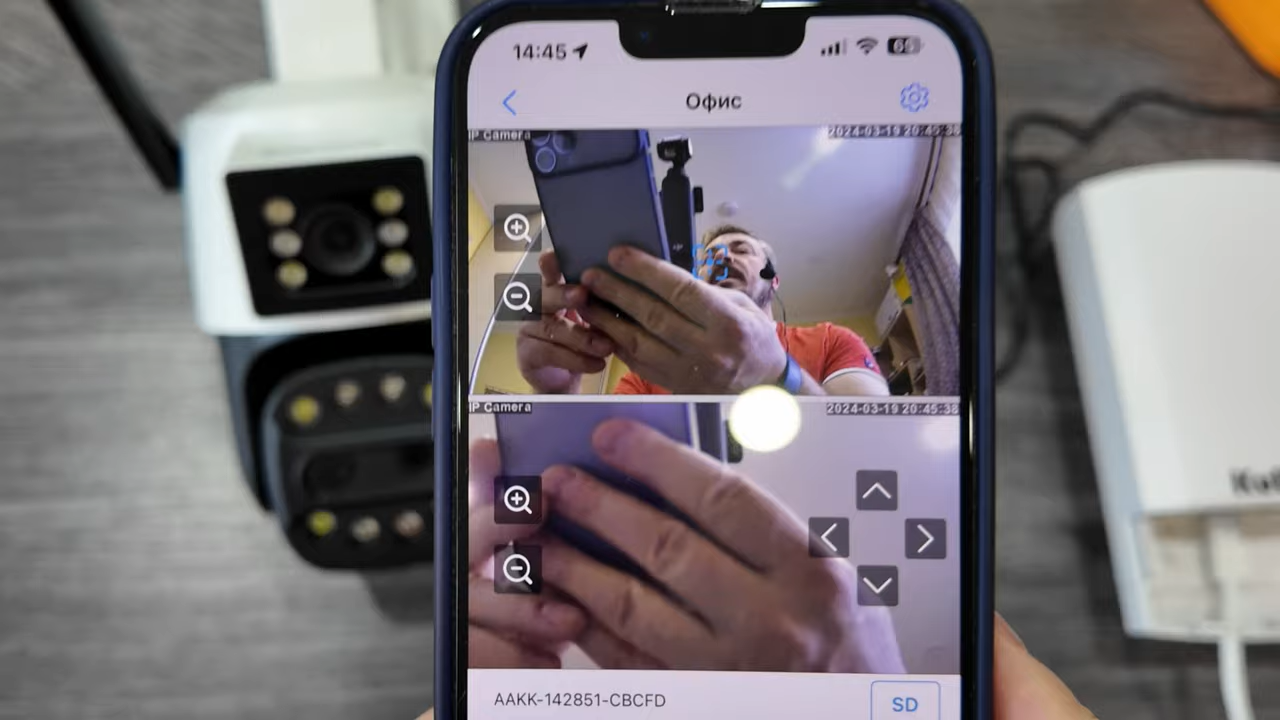 14:45
66
Офис
IP Camera
2024-03-19 20:45:38
IP Camera
2024-03-19 20:45:38
AAKK-142851-CBCFD
SD